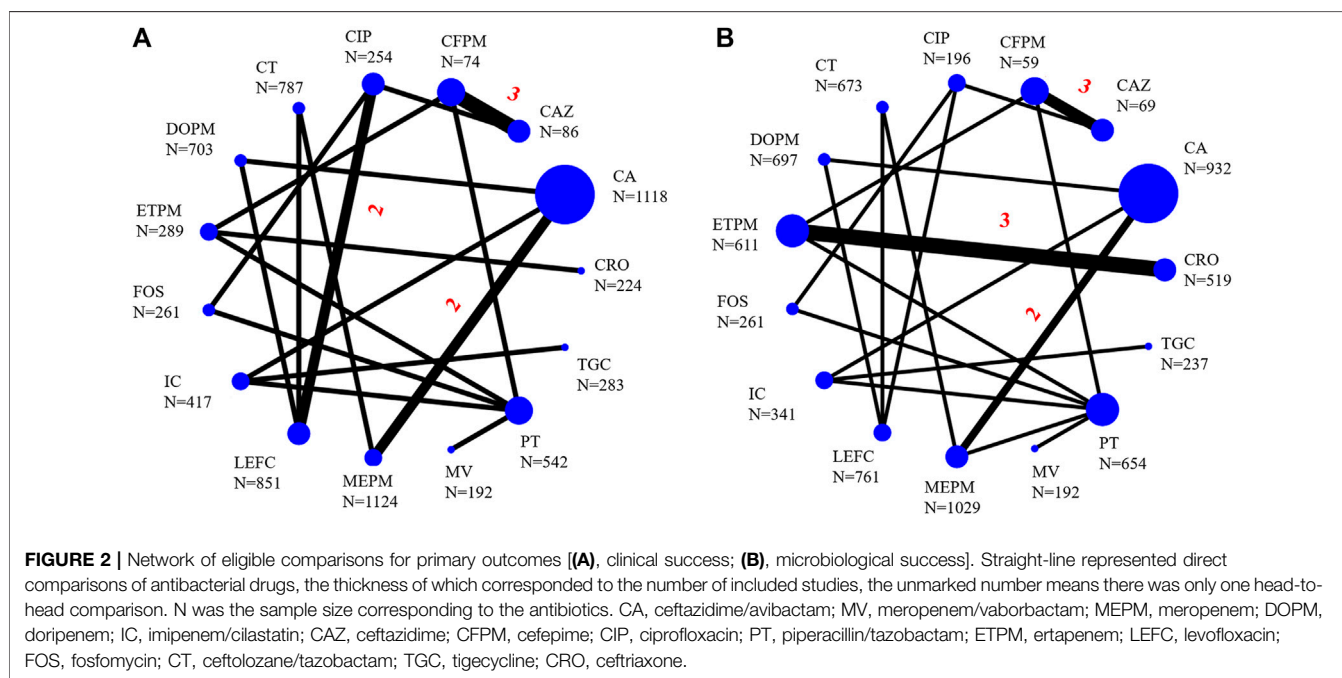 A
CIP
N=254
CFPM
N=74
3
CAZ
N=86
CT
N=787
DOPM
N=703
CA
N=1118
2
ETPM
N=289
CRO
N=224
FOS
N=261
2
TGC
N=283
IC
N=417
PT
N=542
LEFC
N=851
MEPM
N=1124
MV
N=192
B
CIP
N=196
CFPM
N=59
3
CAZ
N=69
CT
N=673
DOPM
N=697
CA
N=932
ETPM
N=611
3
CRO
N=519
FOS
N=261
2
TGC
N=237
IC
N=341
PT
N=654
LEFC
N=761
MEPM
N=1029
MV
N=192
FIGURE 2 | Network of eligible comparisons for primary outcomes [(A), clinical success; (B), microbiological success]. Straight-line represented direct
comparisons of antibacterial drugs, the thickness of which corresponded to the number of included studies, the unmarked number means there was only one head-to-
head comparison. N was the sample size corresponding to the antibiotics. CA, ceftazidime/avibactam; MV, meropenem/vaborbactam; MEPM, meropenem; DOPM,
doripenem; IC, imipenem/cilastatin; CAZ, ceftazidime; CFPM, cefepime; CIP, ciprofloxacin; PT, piperacillin/tazobactam; ETPM, ertapenem; LEFC, levofloxacin;
FOS, fosfomycin; CT, ceftolozane/tazobactam; TGC, tigecycline; CRO, ceftriaxone.